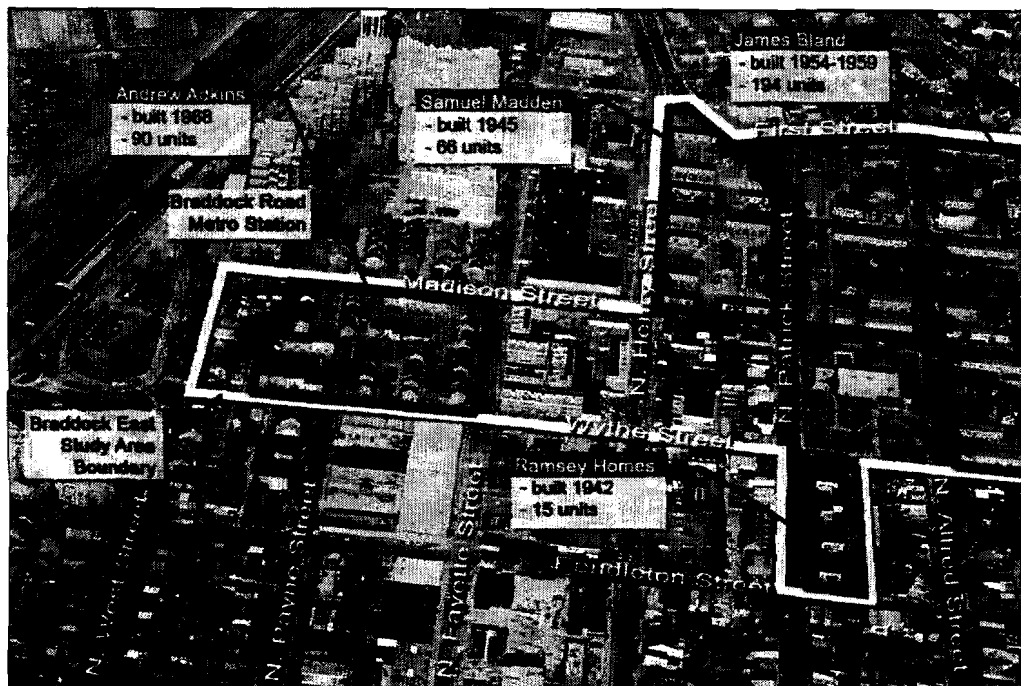 James Bland
- built 1954-1959
- 194 units
Andrew Adkins
- built 1968
- 90 units
Samuel Madden
- built 1945
- 66 units
First Street
Braddock Road
Metro Station
N Henry Street
N Patrick Street
Madison Street
Braddock East
Study Area
Boundary
Wythe Street
Ramsey Homes
- built 1942
- 15 units
Pendleton Street
N West Street
N Payne Street
N Fayette Street
N Alfred Street